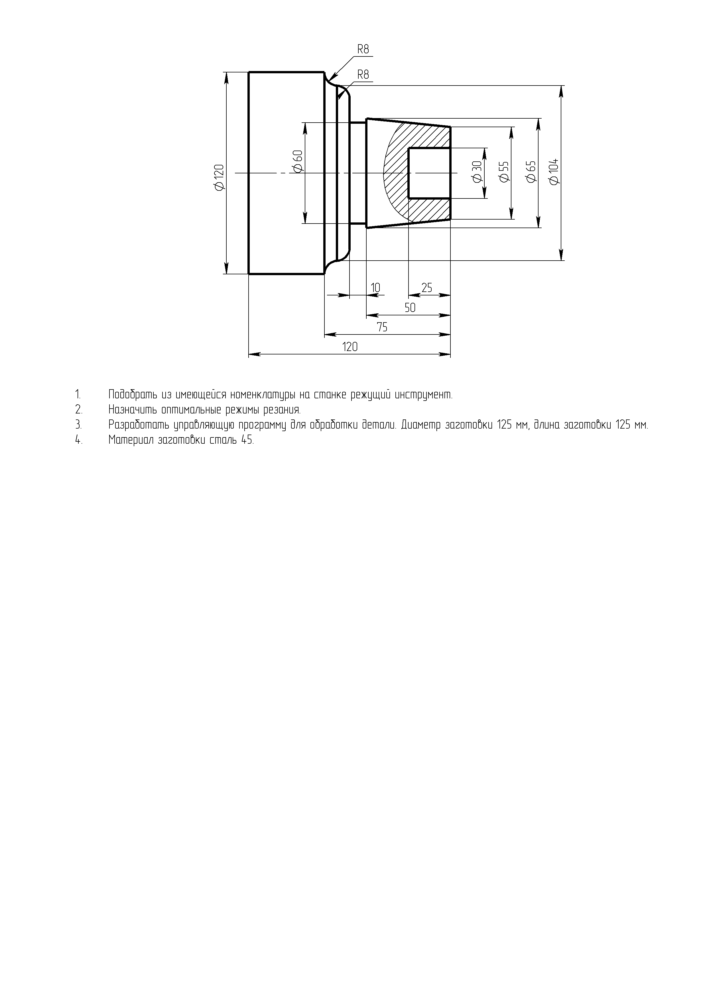 R8
R8
Ø120
Ø60
Ø30
Ø55
Ø65
Ø104
10
25
50
75
120
1. Подобрать из имеющейся номенклатуры на станке режущий инструмент.
2. Назначить оптимальные режимы резания.
3. Разработать управляющую программу для обработки детали. Диаметр заготовки 125 мм, длина заготовки 125 мм.
4. Материал заготовки сталь 45.